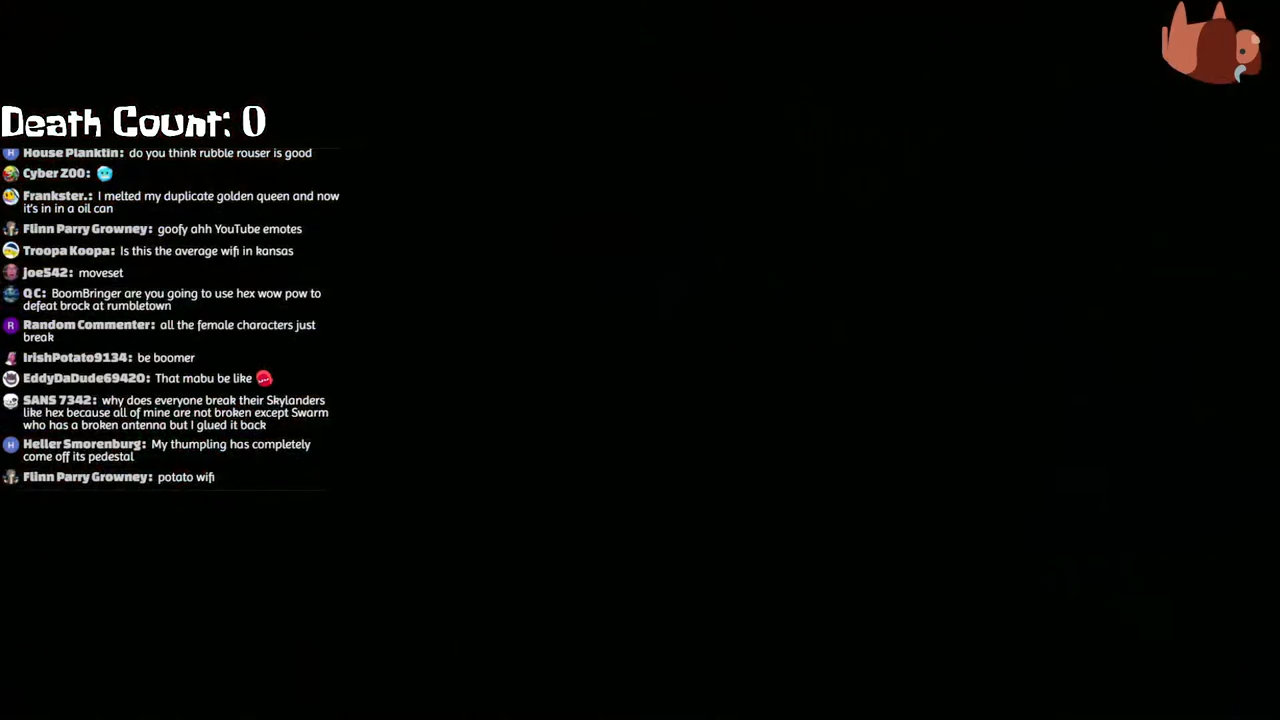 Death Count: 0
H House Planktin: do you think rubble rouser is good
Cyber ZOO:
Frankster.: I melted my duplicate golden queen and now
it's in in a oil can
Flinn Parry Growney: goofy ahh YouTube emotes
Troopa Koopa: Is this the average wifi in kansas
joe542: moveset
QC: BoomBringer are you going to use hex wow pow to
defeat brock at rumbletown
R Random Commenter: all the female characters just
break
IrishPotato9134: be boomer
EddyDaDude69420: That mabu be like
SANS 7342: why does everyone break their Skylanders
like hex because all of mine are not broken except Swarm
who has a broken antenna but I glued it back
H Heller Smorenburg: My thumpling has completely
come off its pedestal
Flinn Parry Growney: potato wifi